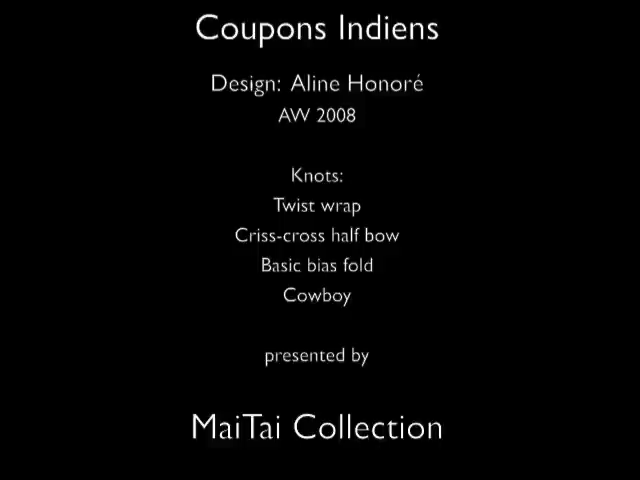 Coupons Indiens
Design: Aline Honoré
AW 2008
Knots:
Twist wrap
Criss-cross half bow
Basic bias fold
Cowboy
presented by
MaiTai Collection